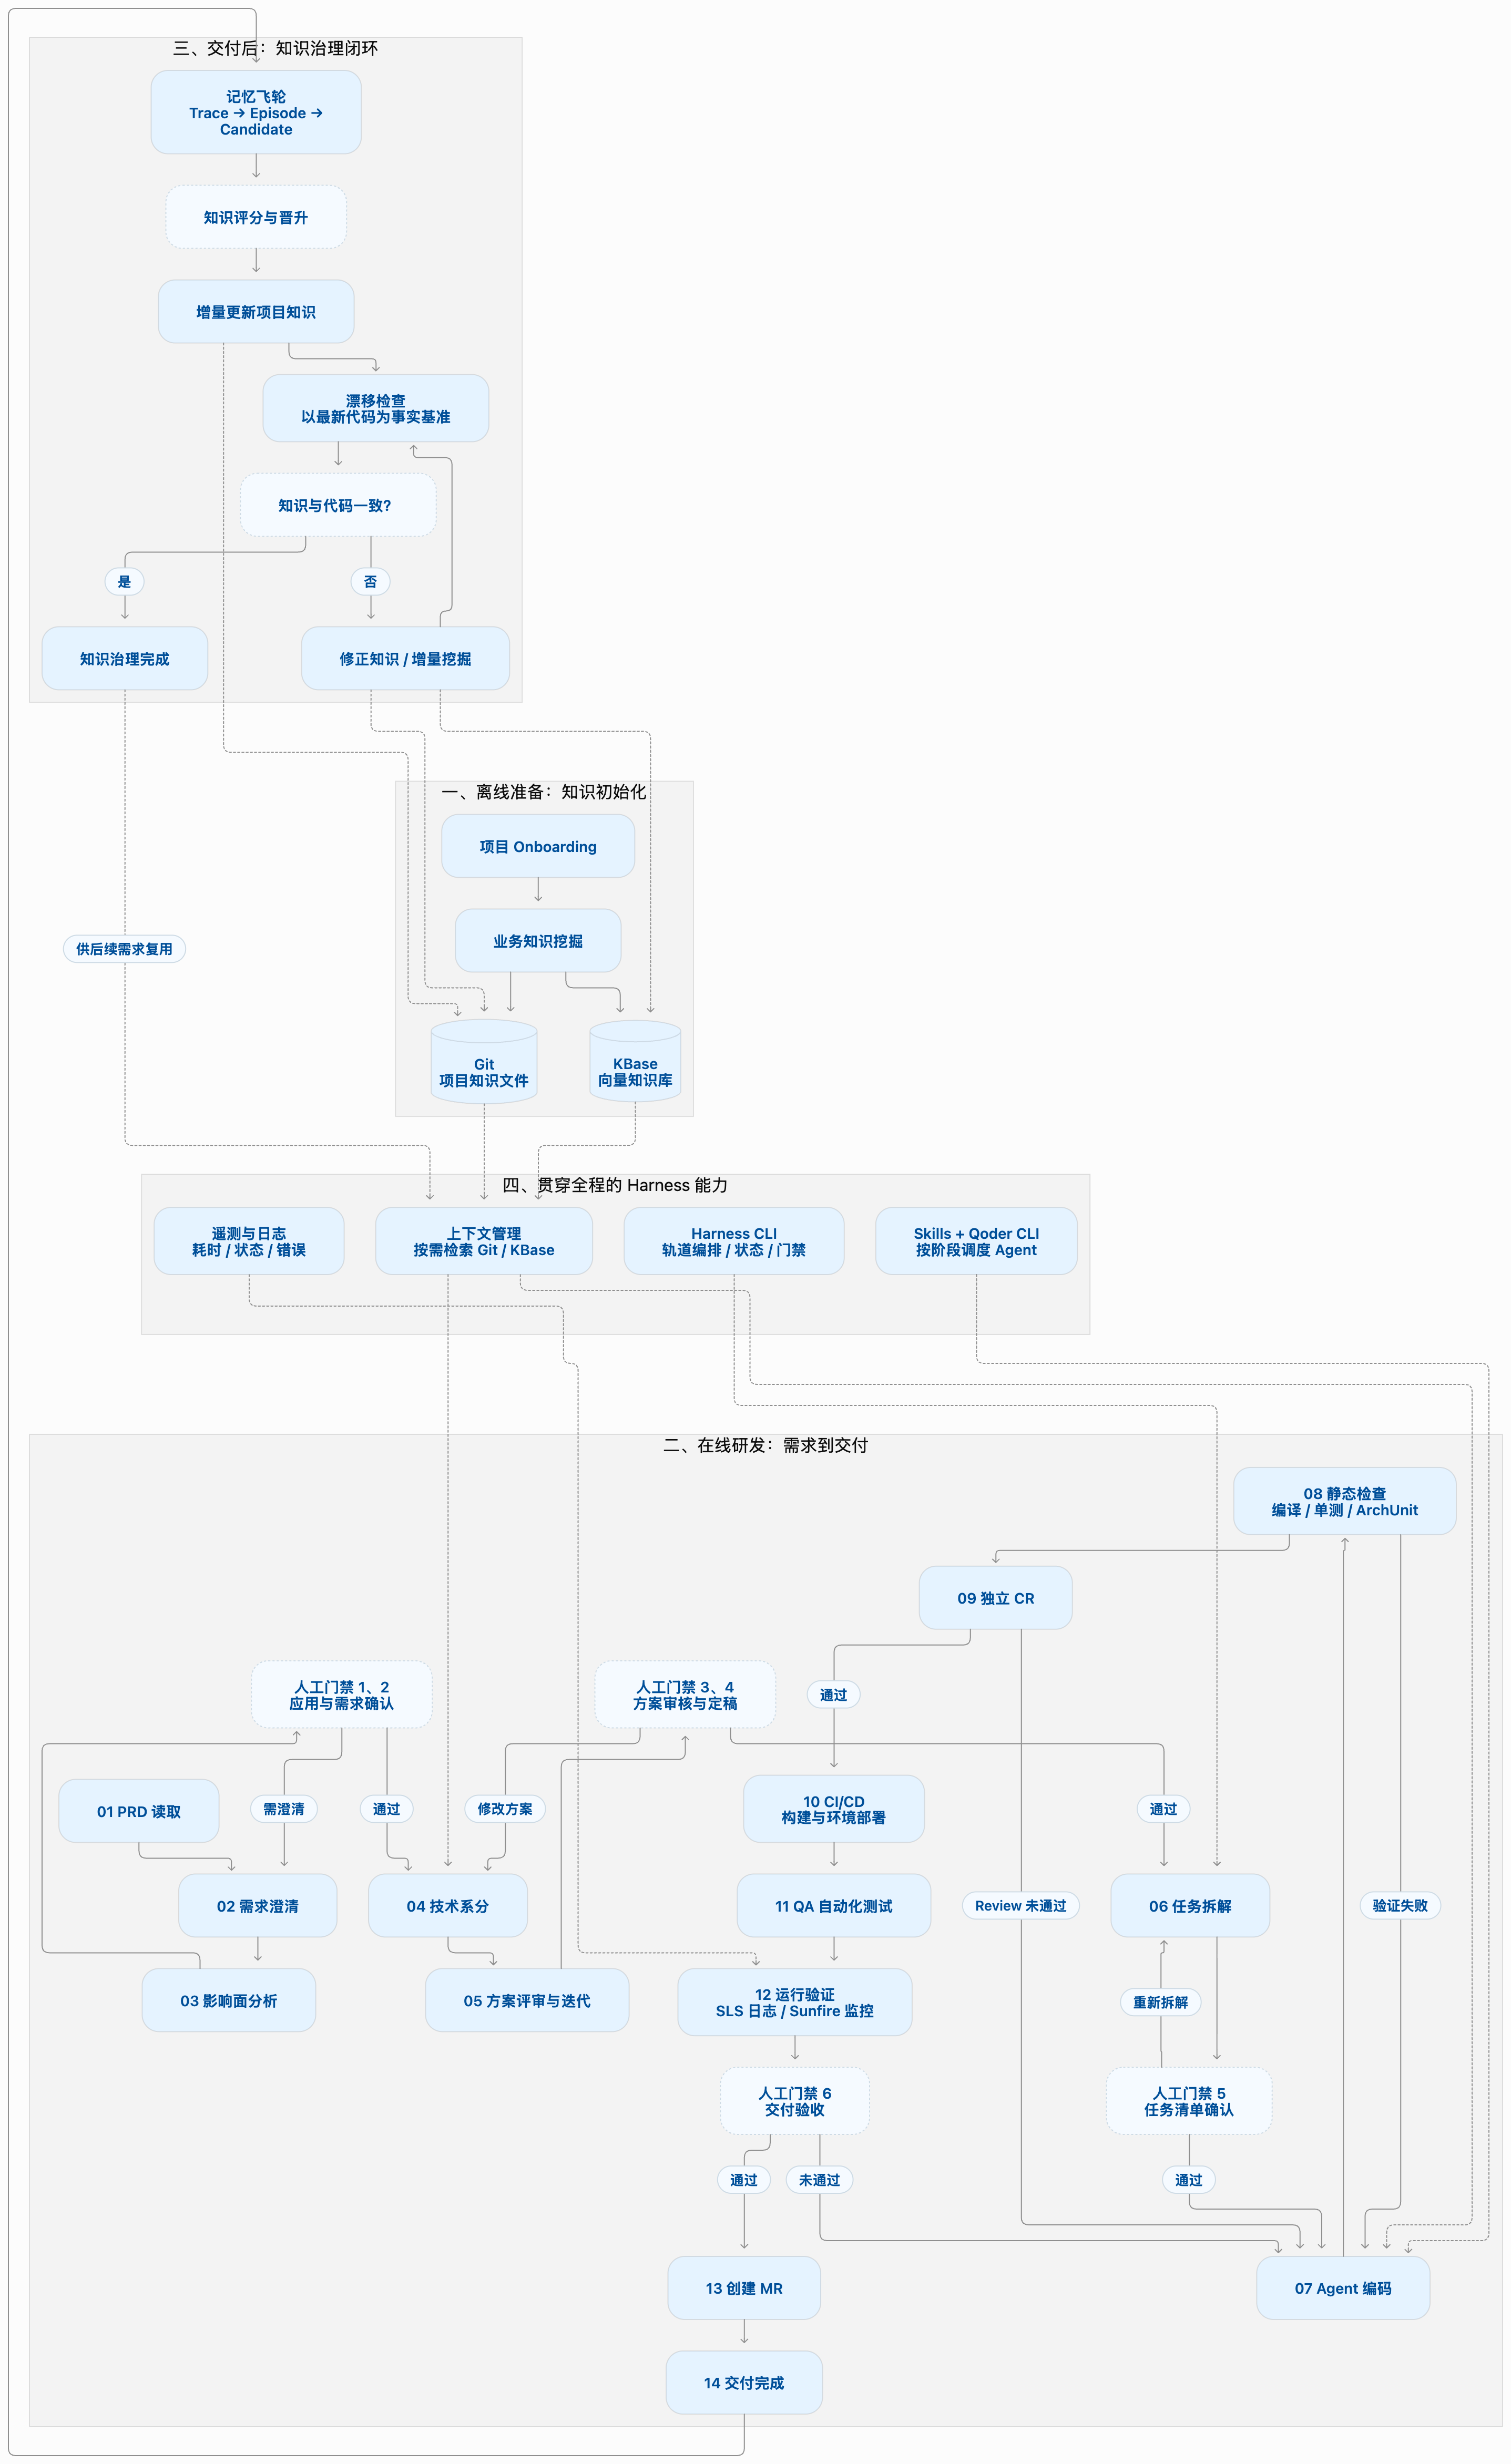 三、交付后：知识治理闭环
记忆飞轮
Trace → Episode →
Candidate
知识评分与晋升
增量更新项目知识
漂移检查
以最新代码为事实基准
知识与代码一致?
是
否
知识治理完成
修正知识 / 增量挖掘
一、离线准备：知识初始化
项目 Onboarding
业务知识挖掘
供后续需求复用
Git
项目知识文件
KBase
向量知识库
四、贯穿全程的 Harness 能力
遥测与日志
耗时 / 状态 / 错误
上下文管理
按需检索 Git / KBase
Harness CLI
轨道编排 / 状态 / 门禁
Skills + Qoder CLI
按阶段调度 Agent
二、在线研发：需求到交付
08 静态检查
编译 / 单测 / ArchUnit
09 独立 CR
人工门禁 1、2
应用与需求确认
人工门禁 3、4
方案审核与定稿
通过
01 PRD 读取
需澄清
通过
修改方案
10 CI/CD
构建与环境部署
通过
02 需求澄清
04 技术系分
11 QA 自动化测试
Review 未通过
06 任务拆解
验证失败
03 影响面分析
05 方案评审与迭代
12 运行验证
SLS 日志 / Sunfire 监控
重新拆解
人工门禁 6
交付验收
人工门禁 5
任务清单确认
通过
未通过
通过
13 创建 MR
07 Agent 编码
14 交付完成